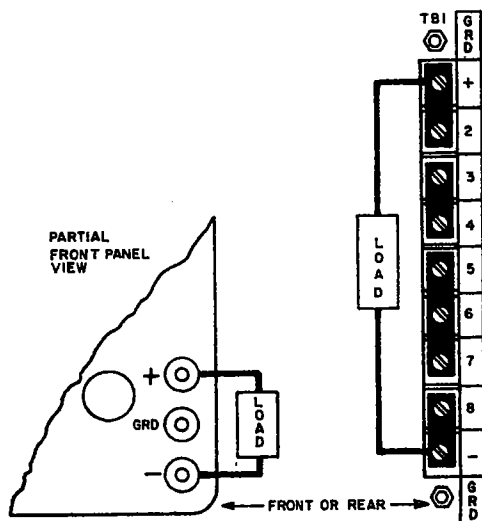 TB1
GRD
+
2
3
4
5
6
7
8
-
GRD
LOAD
PARTIAL
FRONT PANEL
VIEW
+
GRD
-
LOAD
FRONT OR REAR